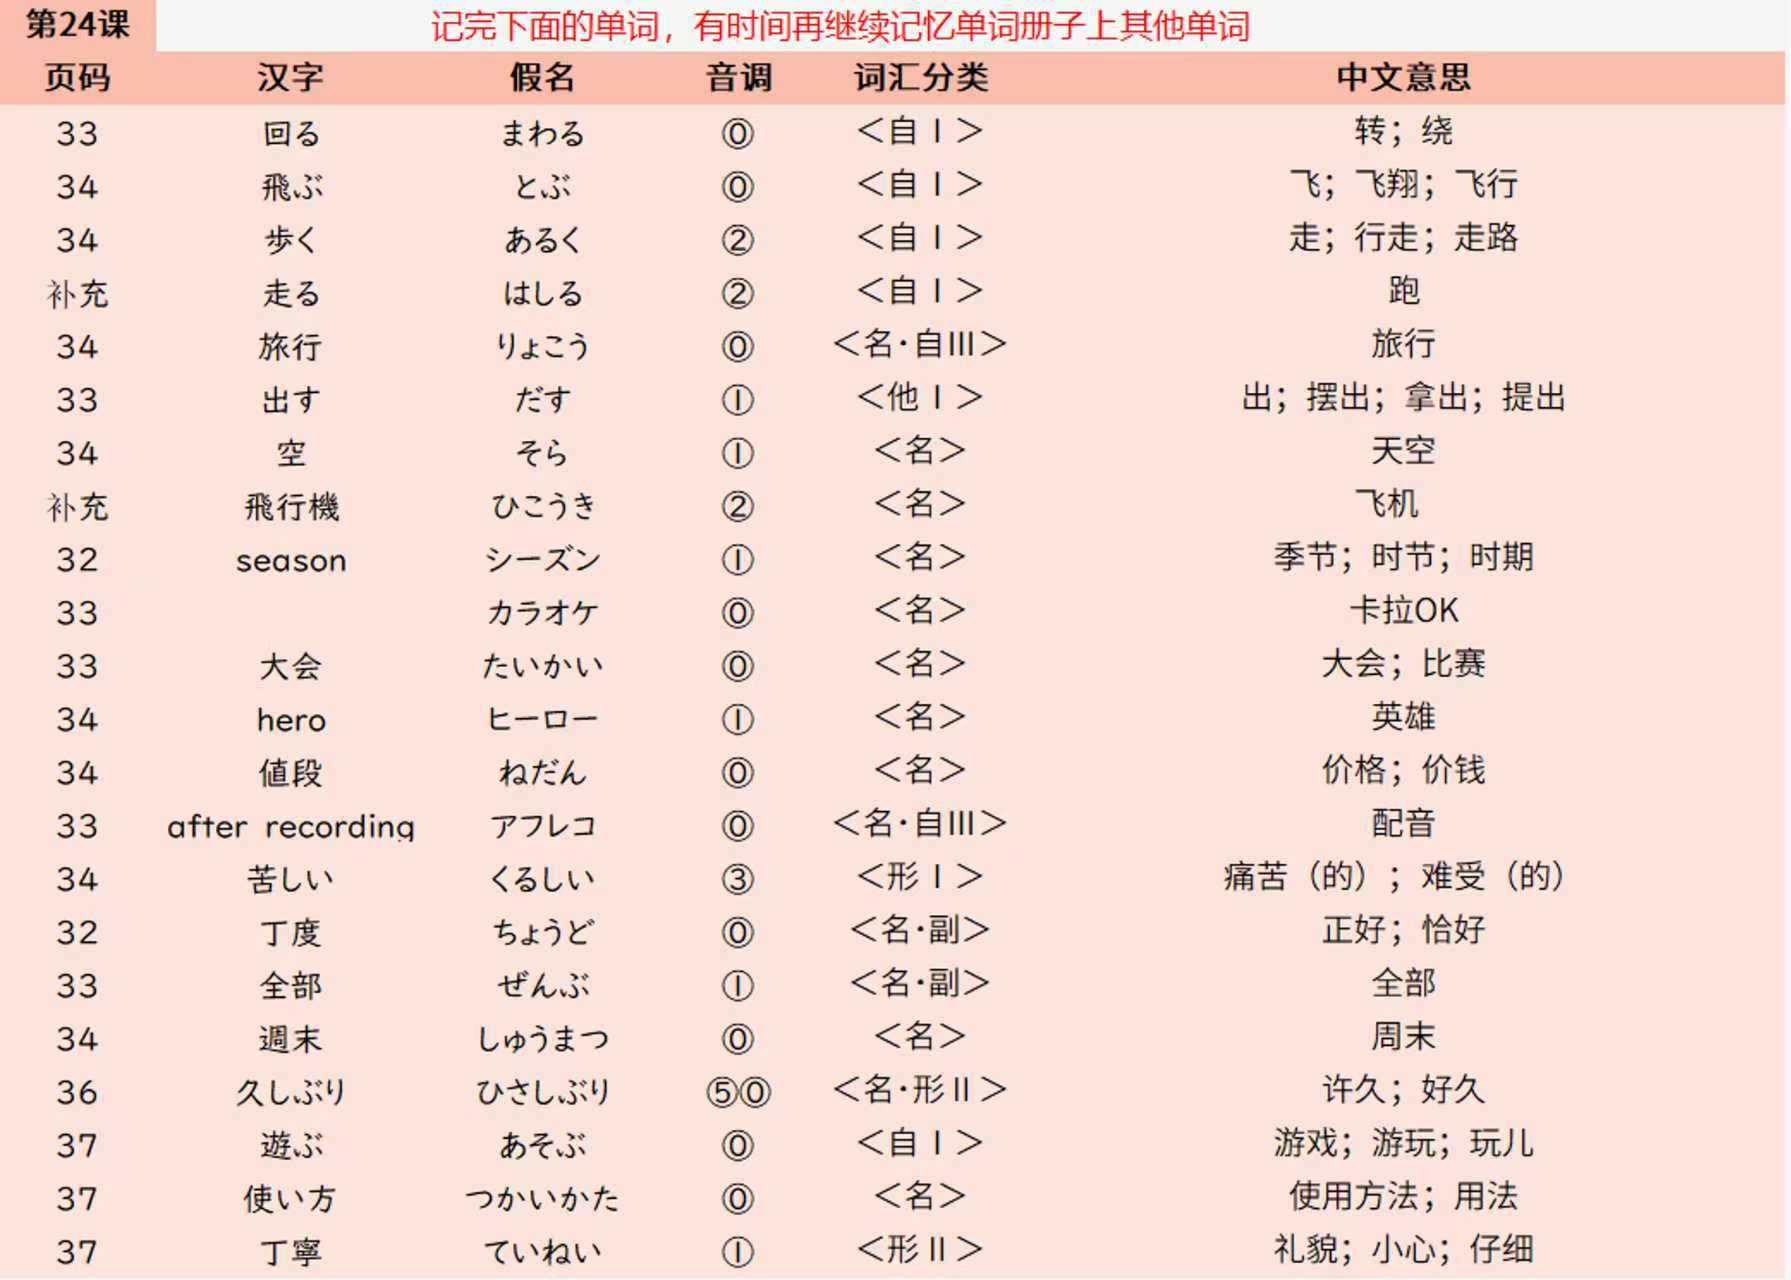 第24课 记完下面的单词，有时间再继续记忆单词册子上其他单词
页码 汉字 假名 音调 词汇分类 中文意思
33 回る まわる ⓪ ＜自Ⅰ＞ 转；绕
34 飛ぶ とぶ ⓪ ＜自Ⅰ＞ 飞；飞翔；飞行
34 歩く あるく ② ＜自Ⅰ＞ 走；行走；走路
补充 走る はしる ② ＜自Ⅰ＞ 跑
34 旅行 りょこう ⓪ ＜名·自Ⅲ＞ 旅行
33 出す だす ① ＜他Ⅰ＞ 出；摆出；拿出；提出
34 空 そら ① ＜名＞ 天空
补充 飛行機 ひこうき ② ＜名＞ 飞机
32 season シーズン ① ＜名＞ 季节；时节；时期
33 カラオケ ⓪ ＜名＞ 卡拉OK
33 大会 たいかい ⓪ ＜名＞ 大会；比赛
34 hero ヒーロー ① ＜名＞ 英雄
34 値段 ねだん ⓪ ＜名＞ 价格；价钱
33 after recording アフレコ ⓪ ＜名·自Ⅲ＞ 配音
34 苦しい くるしい ③ ＜形Ⅰ＞ 痛苦（的）；难受（的）
32 丁度 ちょうど ⓪ ＜名·副＞ 正好；恰好
33 全部 ぜんぶ ① ＜名·副＞ 全部
34 週末 しゅうまつ ⓪ ＜名＞ 周末
36 久しぶり ひさしぶり ⑤⓪ ＜名·形Ⅱ＞ 许久；好久
37 遊ぶ あそぶ ⓪ ＜自Ⅰ＞ 游戏；游玩；玩儿
37 使い方 つかいかた ⓪ ＜名＞ 使用方法；用法
37 丁寧 ていねい ① ＜形Ⅱ＞ 礼貌；小心；仔细